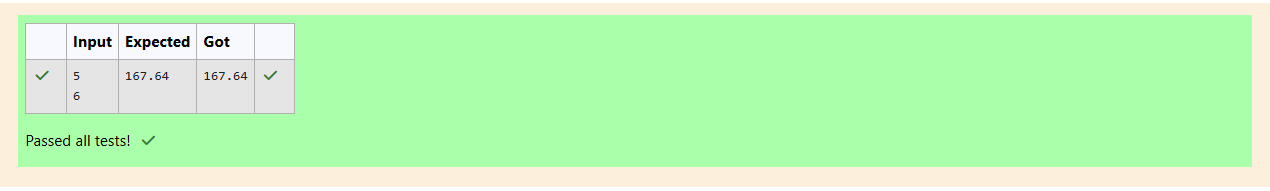 Input Expected Got
5 167.64 167.64
6
Passed all tests!